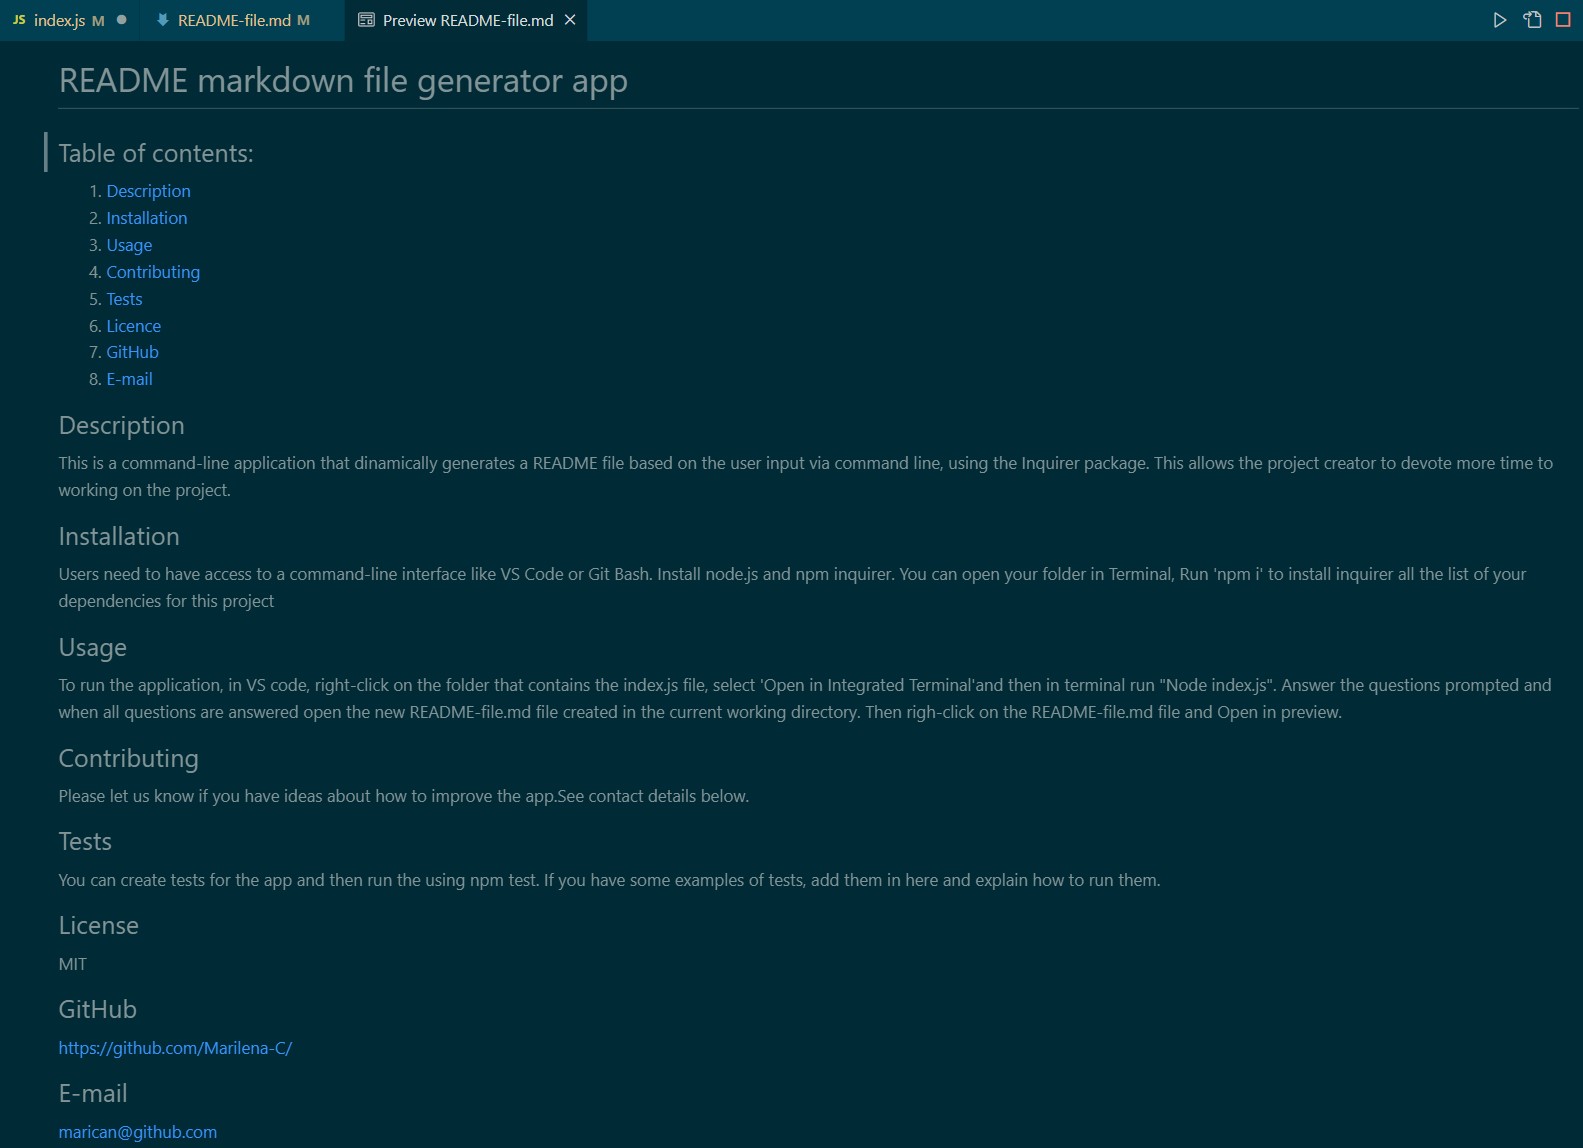 JS index.js M
README-file.md M
Preview README-file.md
README markdown file generator app
Table of contents:
1. Description
2. Installation
3. Usage
4. Contributing
5. Tests
6. Licence
7. GitHub
8. E-mail
Description
This is a command-line application that dinamically generates a README file based on the user input via command line, using the Inquirer package. This allows the project creator to devote more time to
working on the project.
Installation
Users need to have access to a command-line interface like VS Code or Git Bash. Install node.js and npm inquirer. You can open your folder in Terminal, Run 'npm i' to install inquirer all the list of your
dependencies for this project
Usage
To run the application, in VS code, right-click on the folder that contains the index.js file, select 'Open in Integrated Terminal'and then in terminal run "Node index.js". Answer the questions prompted and
when all questions are answered open the new README-file.md file created in the current working directory. Then righ-click on the README-file.md file and Open in preview.
Contributing
Please let us know if you have ideas about how to improve the app.See contact details below.
Tests
You can create tests for the app and then run the using npm test. If you have some examples of tests, add them in here and explain how to run them.
License
MIT
GitHub
https://github.com/Marilena-C/
E-mail
marican@github.com